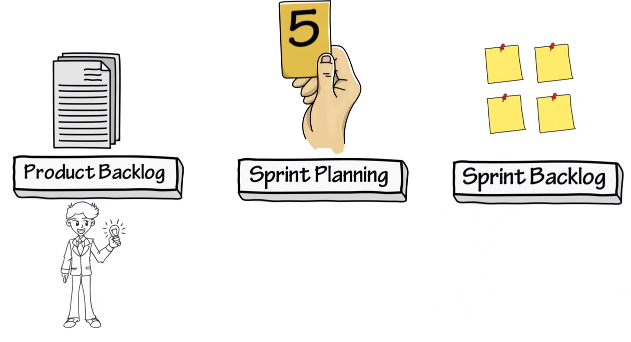 5
Product Backlog
Sprint Planning
Sprint Backlog